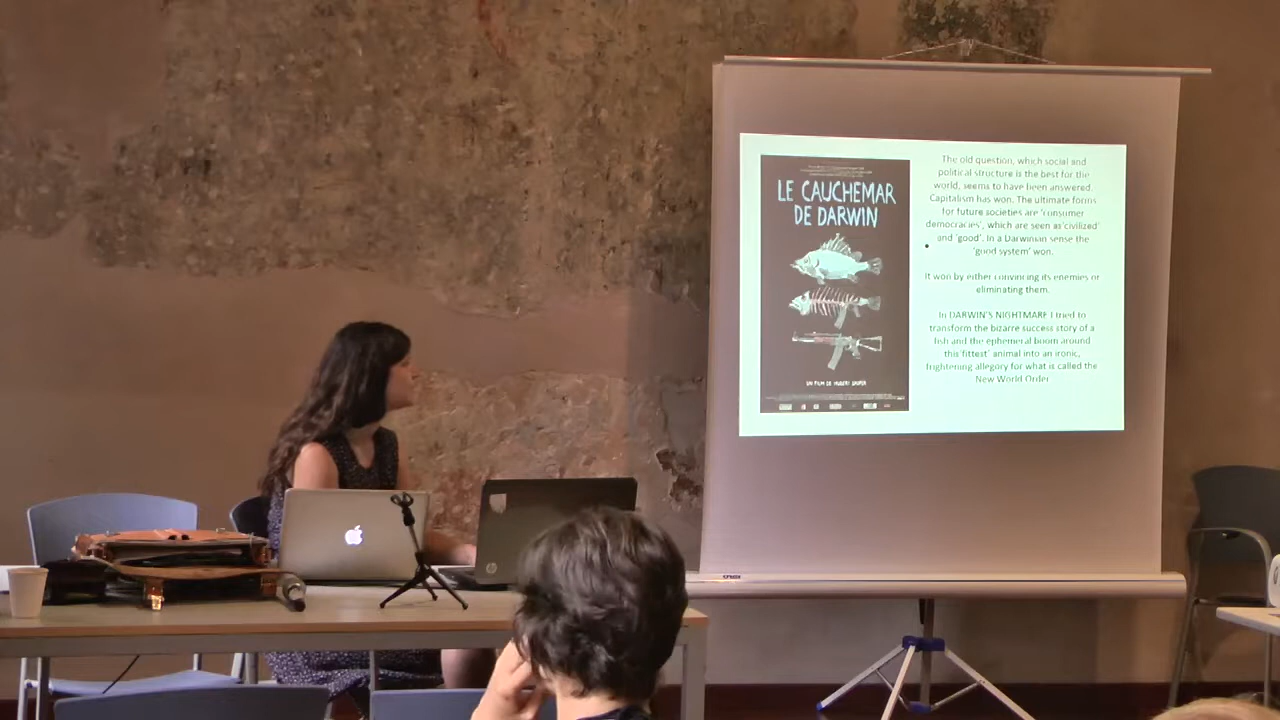 LE CAUCHEMAR
DE DARWIN
UN FILM DE HUBERT SAUPER
The old question, which social and
political structure is the best for the
world, seems to have been answered.
Capitalism has won. The ultimate forms
for future societies are 'consumer
democracies', which are seen as 'civilized'
and 'good'. In a Darwinian sense the
'good system' won.
It won by either convincing its enemies or
eliminating them.
In DARWIN'S NIGHTMARE I tried to
transform the bizarre success story of a
fish and the ephemeral boom around
this 'fittest' animal into an ironic,
frightening allegory for what is called the
New World Order
hp